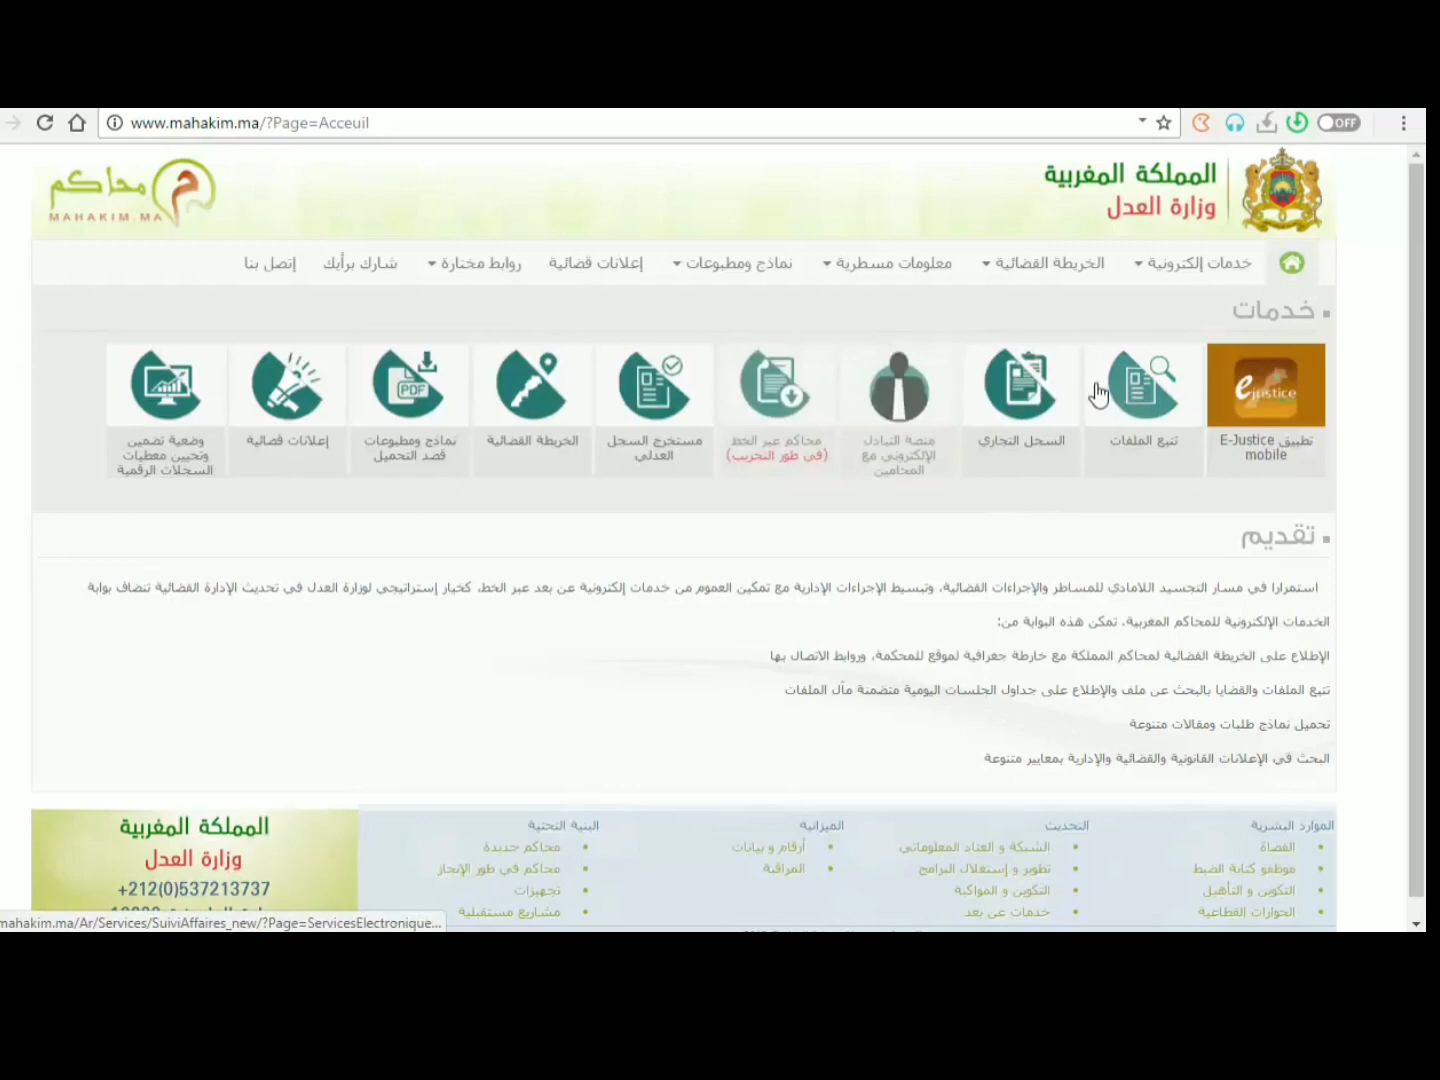 www.mahakim.ma/?Page=Acceuil
OFF
المملكة المغربية
وزارة العدل
محاكم
MAHAKIM.MA
خدمات إلكترونية
الخريطة القضائية
معلومات مسطرية
نماذج ومطبوعات
إعلانات قضائية
روابط مختارة
شارك برأيك
إتصل بنا
خدمات
ejustice
تطبيق E-Justice
mobile
تتبع الملفات
السجل التجاري
منصة التبادل
الإلكتروني مع
المحامين
محاكم عبر الخط
(في طور التجريب)
مستخرج السجل
العدلي
الخريطة القضائية
PDF
نماذج ومطبوعات
قصد التحميل
إعلانات قضائية
وضعية تضمين
وتحيين معطيات
السجلات الرقمية
تقديم
استمرارا في مسار التجسيد اللامادي للمساطر والإجراءات القضائية، وتبسيط الإجراءات الإدارية مع تمكين العموم من خدمات إلكترونية عن بعد عبر الخط، كخيار إستراتيجي لوزارة العدل في تحديث الإدارة القضائية تنضاف بوابة
الخدمات الإلكترونية للمحاكم المغربية، تمكن هذه البوابة من:
الإطلاع على الخريطة القضائية لمحاكم المملكة مع خارطة جغرافية لموقع للمحكمة، وروابط الاتصال بها
تتبع الملفات والقضايا بالبحث عن ملف والإطلاع على جداول الجلسات اليومية متضمنة مآل الملفات
تحميل نماذج طلبات ومقالات متنوعة
البحث في الإعلانات القانونية والقضائية والإدارية بمعايير متنوعة
الموارد البشرية
القضاة
موظفو كتابة الضبط
التكوين و التأهيل
الحوارات القطاعية
التحديث
الشبكة و العتاد المعلوماتي
تطوير و إستغلال البرامج
التكوين و المواكبة
خدمات عن بعد
الميزانية
أرقام و بيانات
المراقبة
البنية التحتية
محاكم جديدة
محاكم في طور الإنجاز
تجهيزات
مشاريع مستقبلية
المملكة المغربية
وزارة العدل
+212(0)537213737
mahakim.ma/Ar/Services/SuiviAffaires_new/?Page=ServicesElectronique...